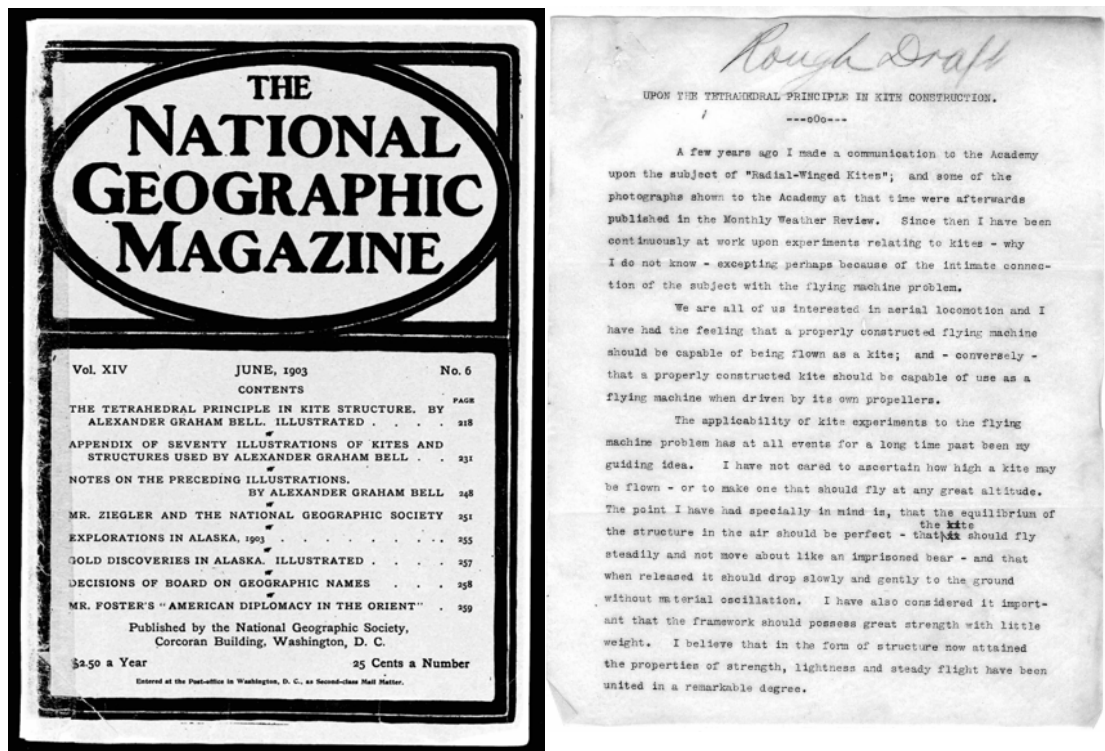 THE
NATIONAL
GEOGRAPHIC
MAGAZINE
Vol. XIV JUNE, 1903 No. 6
CONTENTS
PAGE
THE TETRAHEDRAL PRINCIPLE IN KITE STRUCTURE. BY
ALEXANDER GRAHAM BELL. ILLUSTRATED . . . . 218
APPENDIX OF SEVENTY ILLUSTRATIONS OF KITES AND
STRUCTURES USED BY ALEXANDER GRAHAM BELL . . 231
NOTES ON THE PRECEDING ILLUSTRATIONS.
BY ALEXANDER GRAHAM BELL 248
MR. ZIEGLER AND THE NATIONAL GEOGRAPHIC SOCIETY 251
EXPLORATIONS IN ALASKA, 1903 . . . . . . . . . 255
GOLD DISCOVERIES IN ALASKA. ILLUSTRATED . . . . 257
DECISIONS OF BOARD ON GEOGRAPHIC NAMES . . . 258
MR. FOSTER'S "AMERICAN DIPLOMACY IN THE ORIENT" . 259
Published by the National Geographic Society,
Corcoran Building, Washington, D. C.
$2.50 a Year 25 Cents a Number
Entered at the Post-office in Washington, D. C., as Second-class Mail Matter.
Rough Draft
UPON THE TETRAHEDRAL PRINCIPLE IN KITE CONSTRUCTION.
---oOo---
A few years ago I made a communication to the Academy
upon the subject of "Radial-Winged Kites"; and some of the
photographs shown to the Academy at that time were afterwards
published in the Monthly Weather Review. Since then I have been
continuously at work upon experiments relating to kites - why
I do not know - excepting perhaps because of the intimate connec-
tion of the subject with the flying machine problem.
We are all of us interested in aerial locomotion and I
have had the feeling that a properly constructed flying machine
should be capable of being flown as a kite; and - conversely -
that a properly constructed kite should be capable of use as a
flying machine when driven by its own propellers.
The applicability of kite experiments to the flying
machine problem has at all events for a long time past been my
guiding idea. I have not cared to ascertain how high a kite may
be flown - or to make one that should fly at any great altitude.
The point I have had specially in mind is, that the equilibrium of
the kite
the structure in the air should be perfect - that it should fly
steadily and not move about like an imprisoned bear - and that
when released it should drop slowly and gently to the ground
without material oscillation. I have also considered it import-
ant that the framework should possess great strength with little
weight. I believe that in the form of structure now attained
the properties of strength, lightness and steady flight have been
united in a remarkable degree.